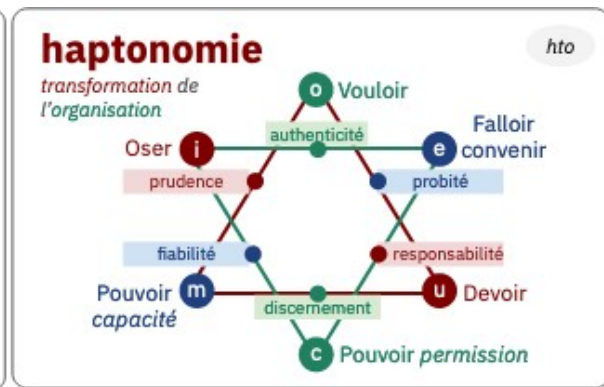 haptonomie
hto
transformation de
l'organisation
o Vouloir
authenticité
Oser i
e Falloir
convenir
prudence
probité
fiabilité
responsabilité
Pouvoir m
capacité
u Devoir
discernement
c Pouvoir permission